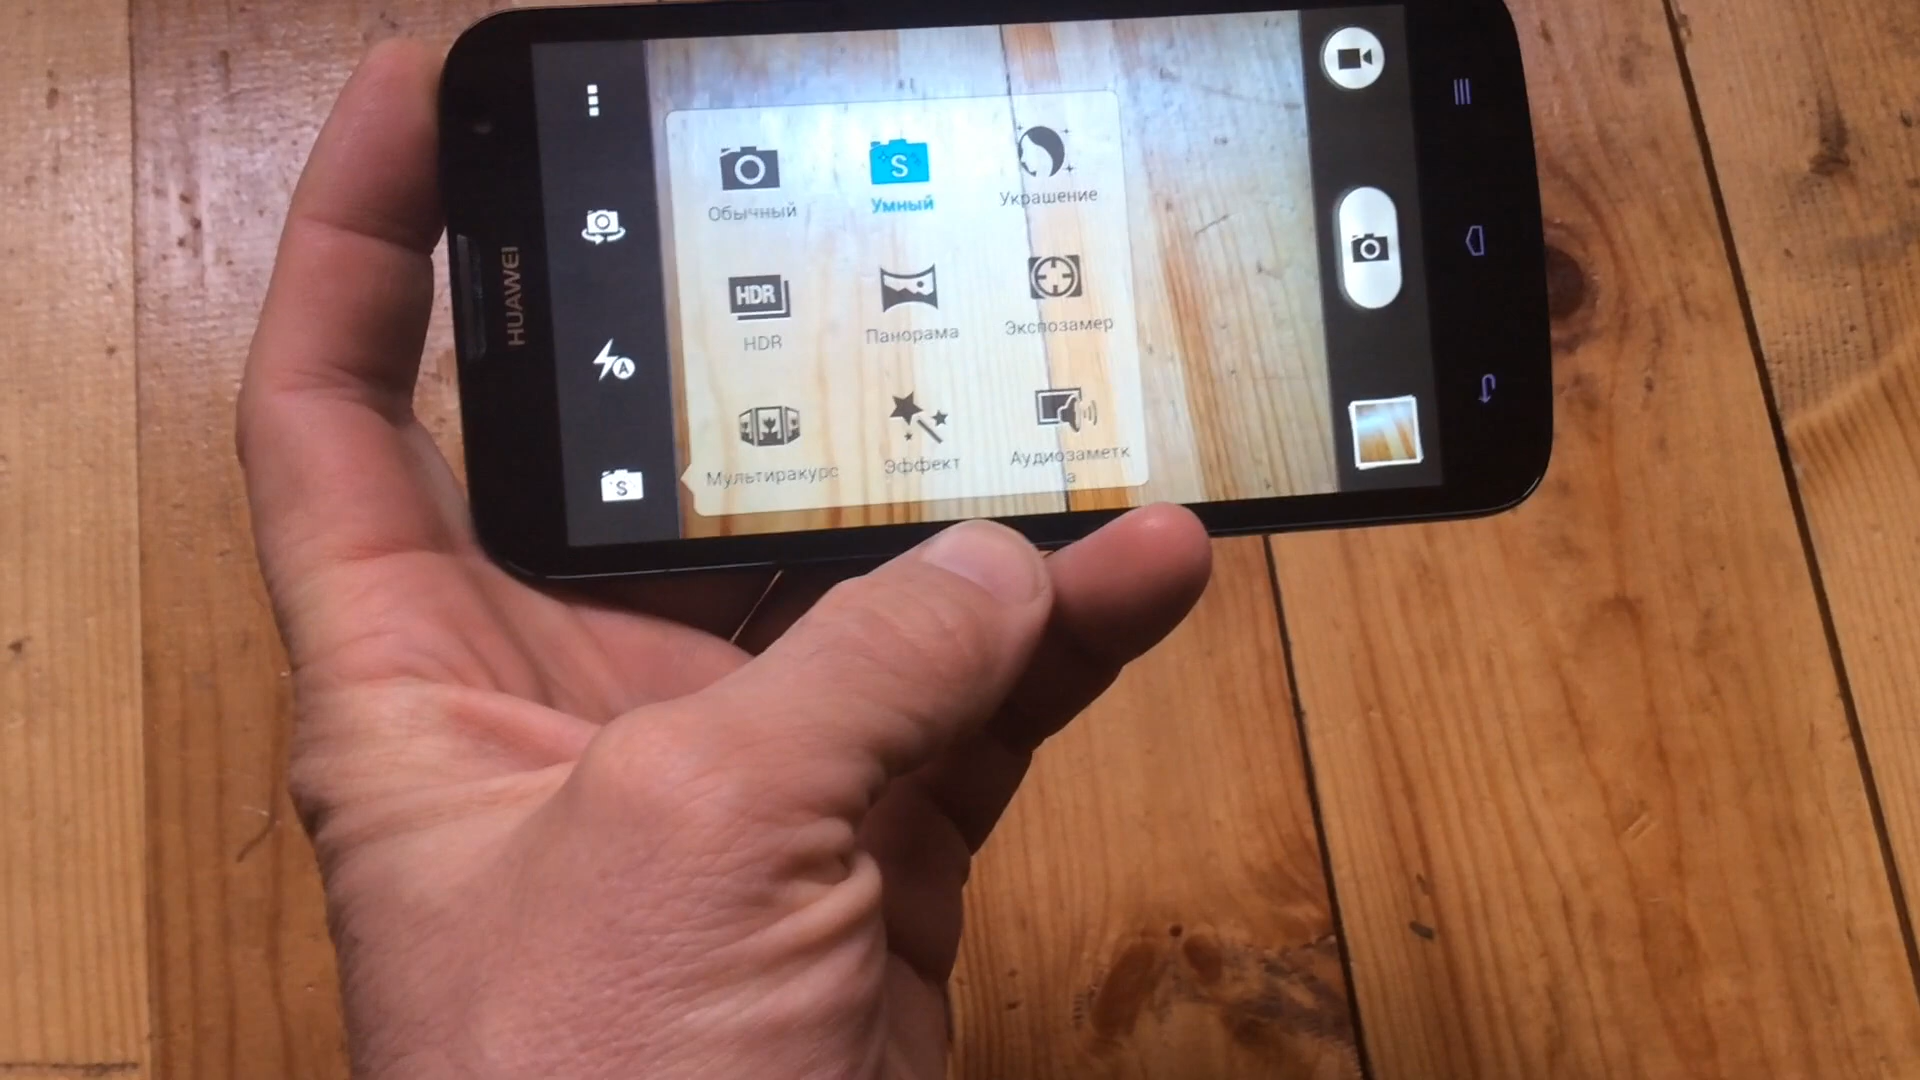 HUAWEI
Обычный
Умный
Украшение
HDR
HDR
Панорама
Экспозамер
Мультиракурс
Эффект
Аудиозаметк
а
S
S
A